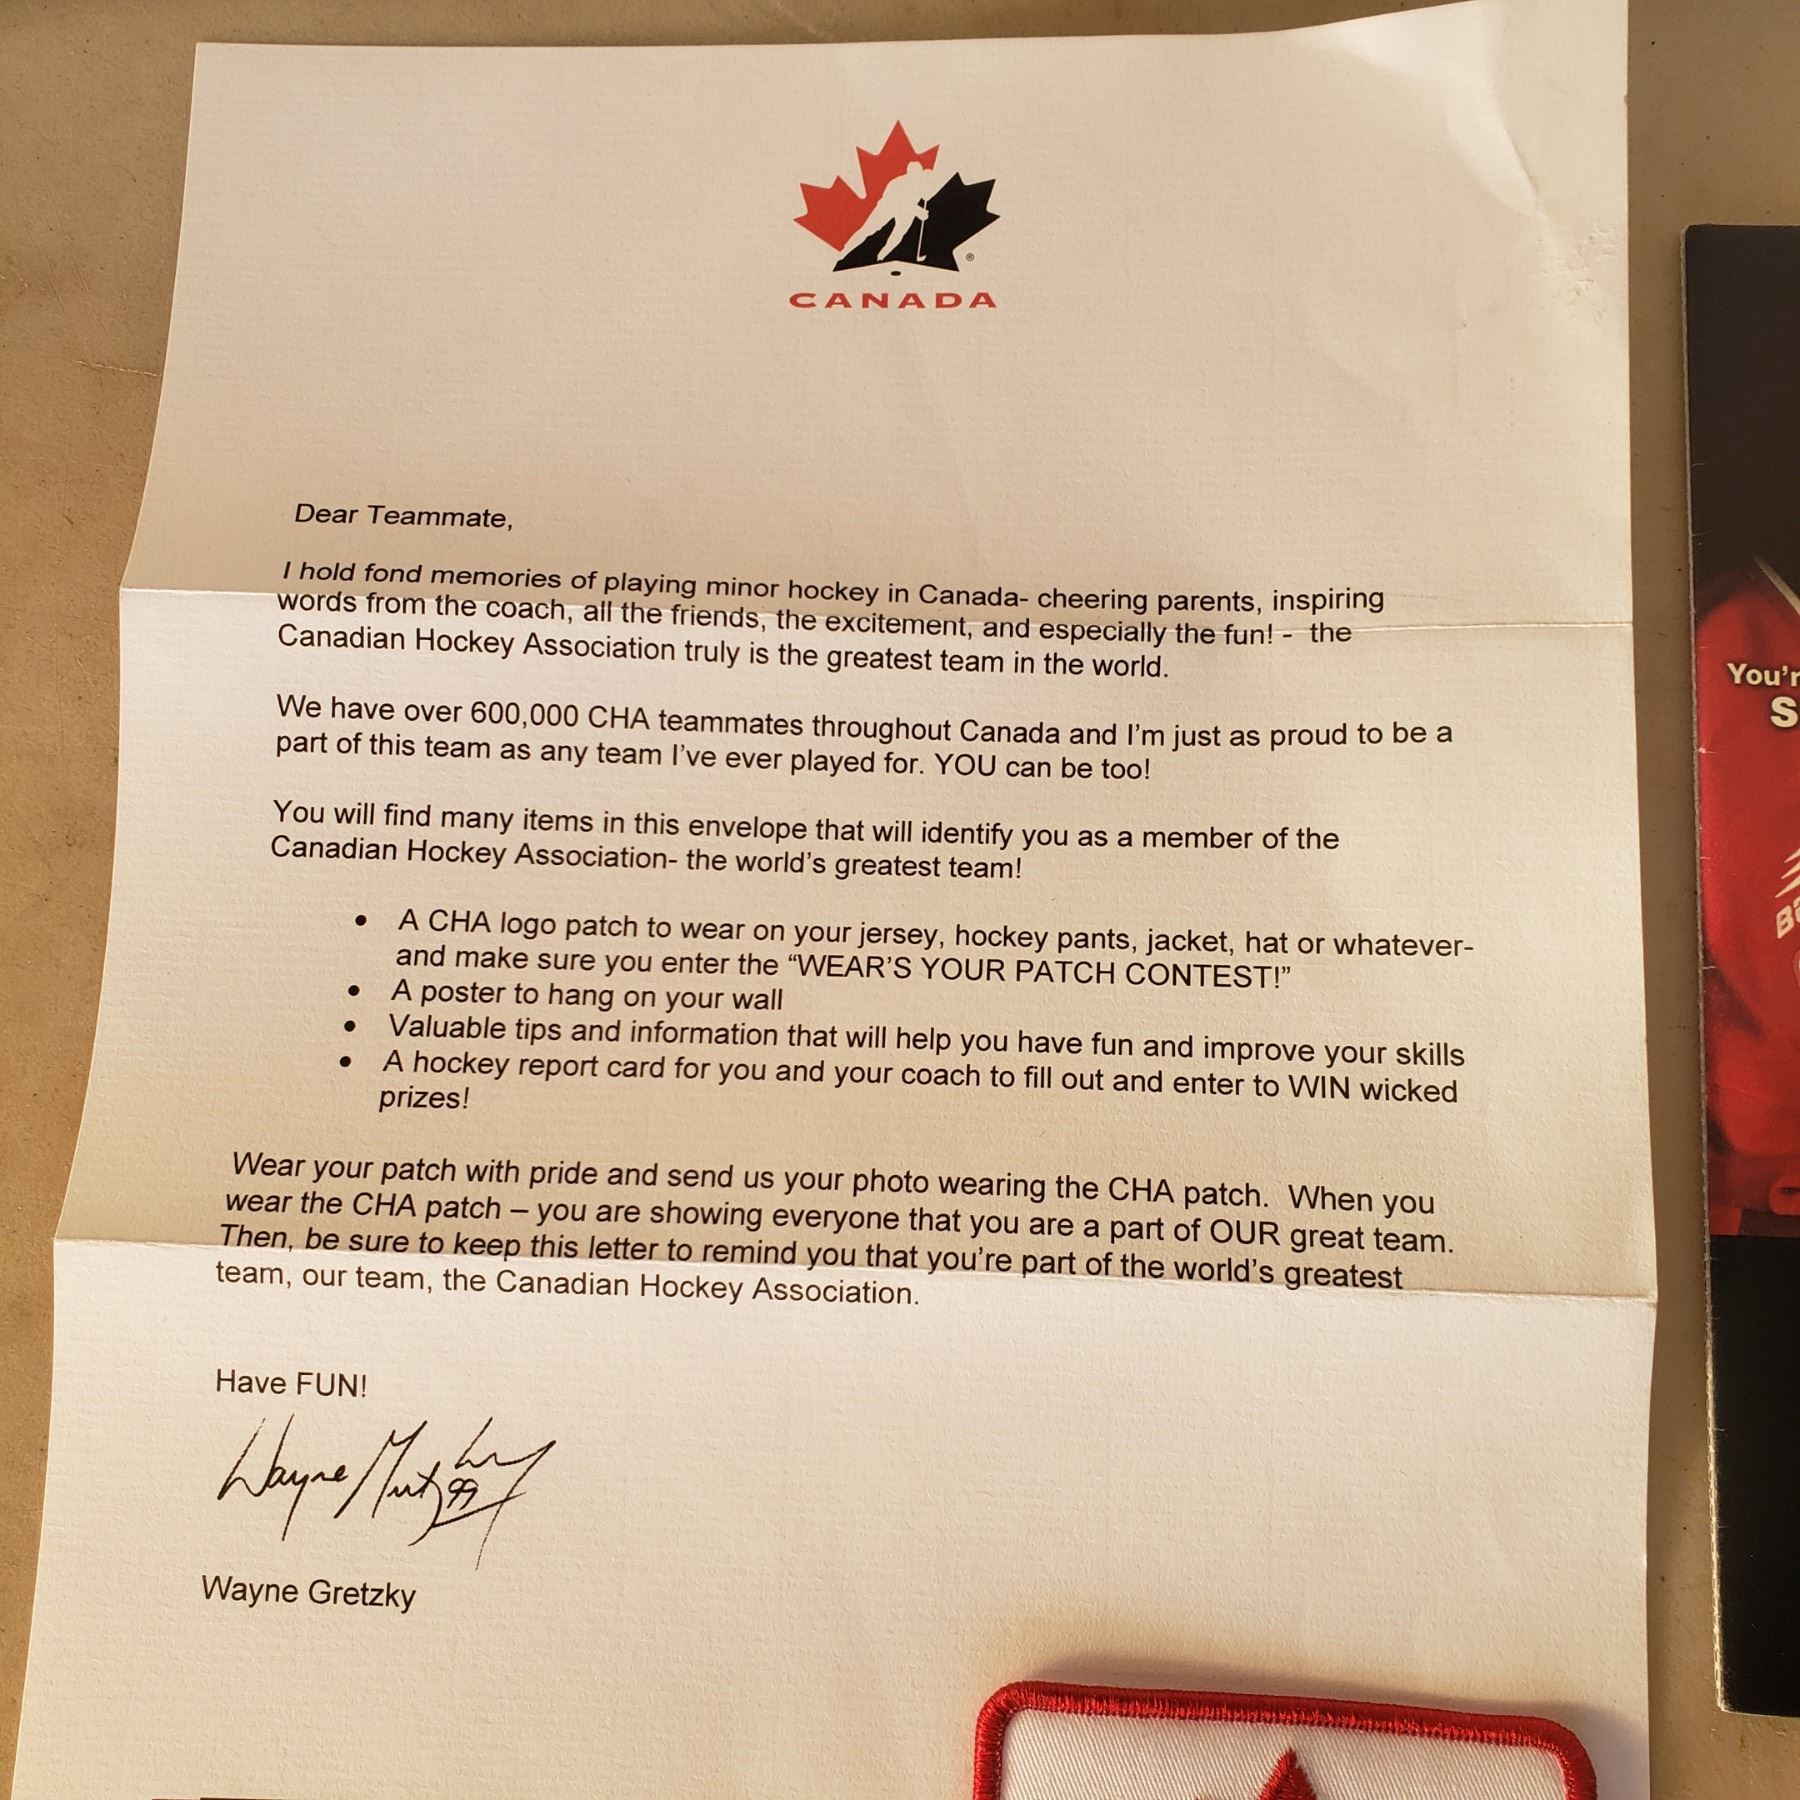 CANADA
Dear Teammate,
I hold fond memories of playing minor hockey in Canada- cheering parents, inspiring
words from the coach, all the friends, the excitement, and especially the fun! - the
Canadian Hockey Association truly is the greatest team in the world.
We have over 600,000 CHA teammates throughout Canada and I'm just as proud to be a
part of this team as any team I've ever played for. YOU can be too!
You will find many items in this envelope that will identify you as a member of the
Canadian Hockey Association- the world's greatest team!
• A CHA logo patch to wear on your jersey, hockey pants, jacket, hat or whatever-
and make sure you enter the “WEAR'S YOUR PATCH CONTEST!”
• A poster to hang on your wall
• Valuable tips and information that will help you have fun and improve your skills
• A hockey report card for you and your coach to fill out and enter to WIN wicked
prizes!
Wear your patch with pride and send us your photo wearing the CHA patch. When you
wear the CHA patch – you are showing everyone that you are a part of OUR great team.
Then, be sure to keep this letter to remind you that you're part of the world's greatest
team, our team, the Canadian Hockey Association.
Have FUN!
Wayne Gretzky 99
Wayne Gretzky